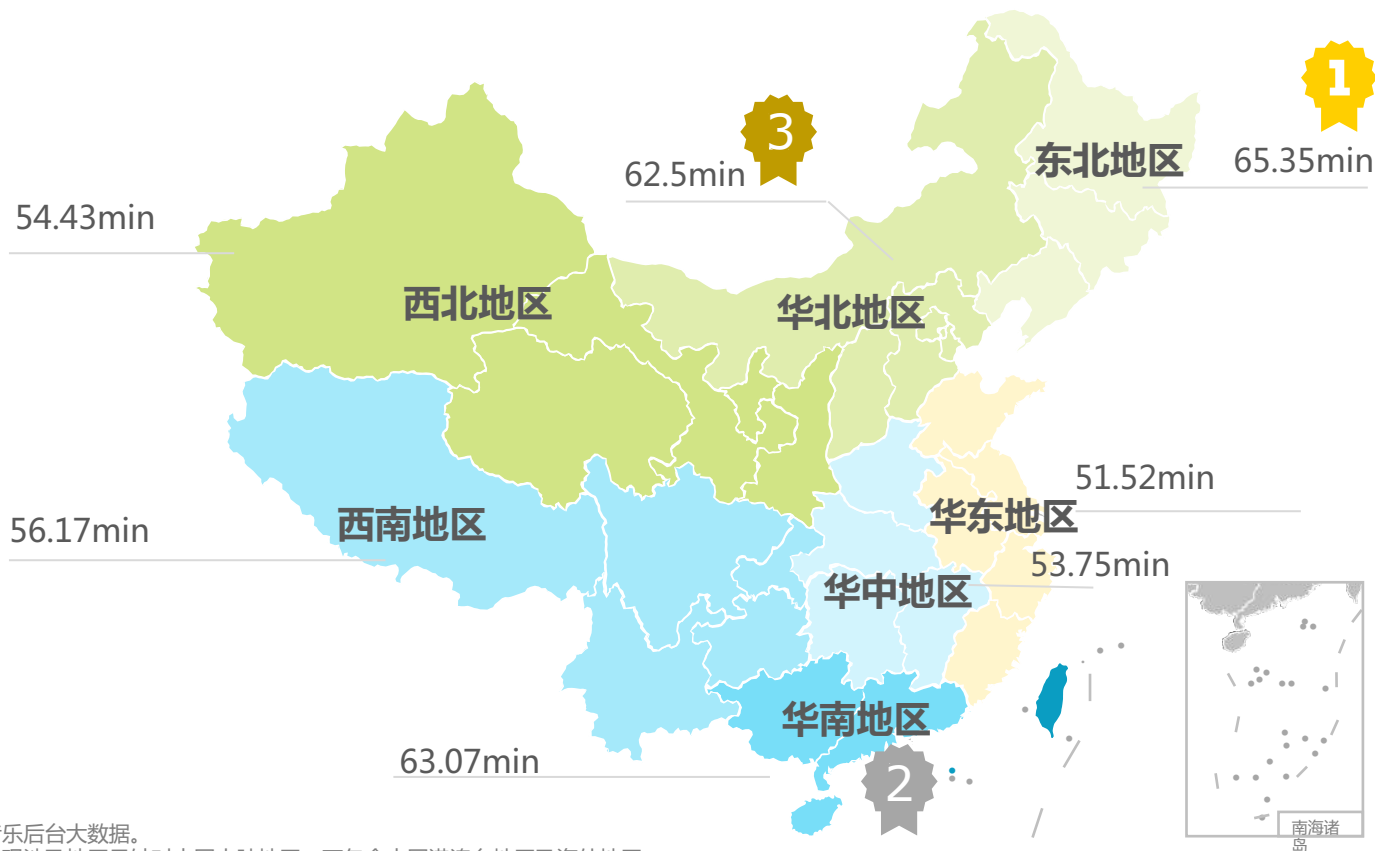 1
3
东北地区
65.35min
62.5min
54.43min
西北地区
华北地区
51.52min
华东地区
56.17min
西南地区
53.75min
华中地区
华南地区
63.07min
2
南海诸
岛
乐后台大数据。